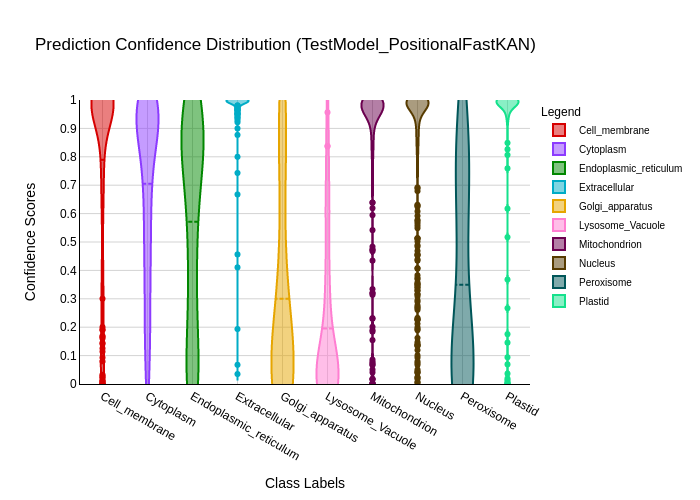 Prediction Confidence Distribution (TestModel_PositionalFastKAN)
Confidence Scores
1
0.9
0.8
0.7
0.6
0.5
0.4
0.3
0.2
0.1
0
Cell_membrane
Cytoplasm
Endoplasmic_reticulum
Extracellular
Golgi_apparatus
Lysosome_Vacuole
Mitochondrion
Nucleus
Peroxisome
Plastid
Class Labels
Legend
Cell_membrane
Cytoplasm
Endoplasmic_reticulum
Extracellular
Golgi_apparatus
Lysosome_Vacuole
Mitochondrion
Nucleus
Peroxisome
Plastid